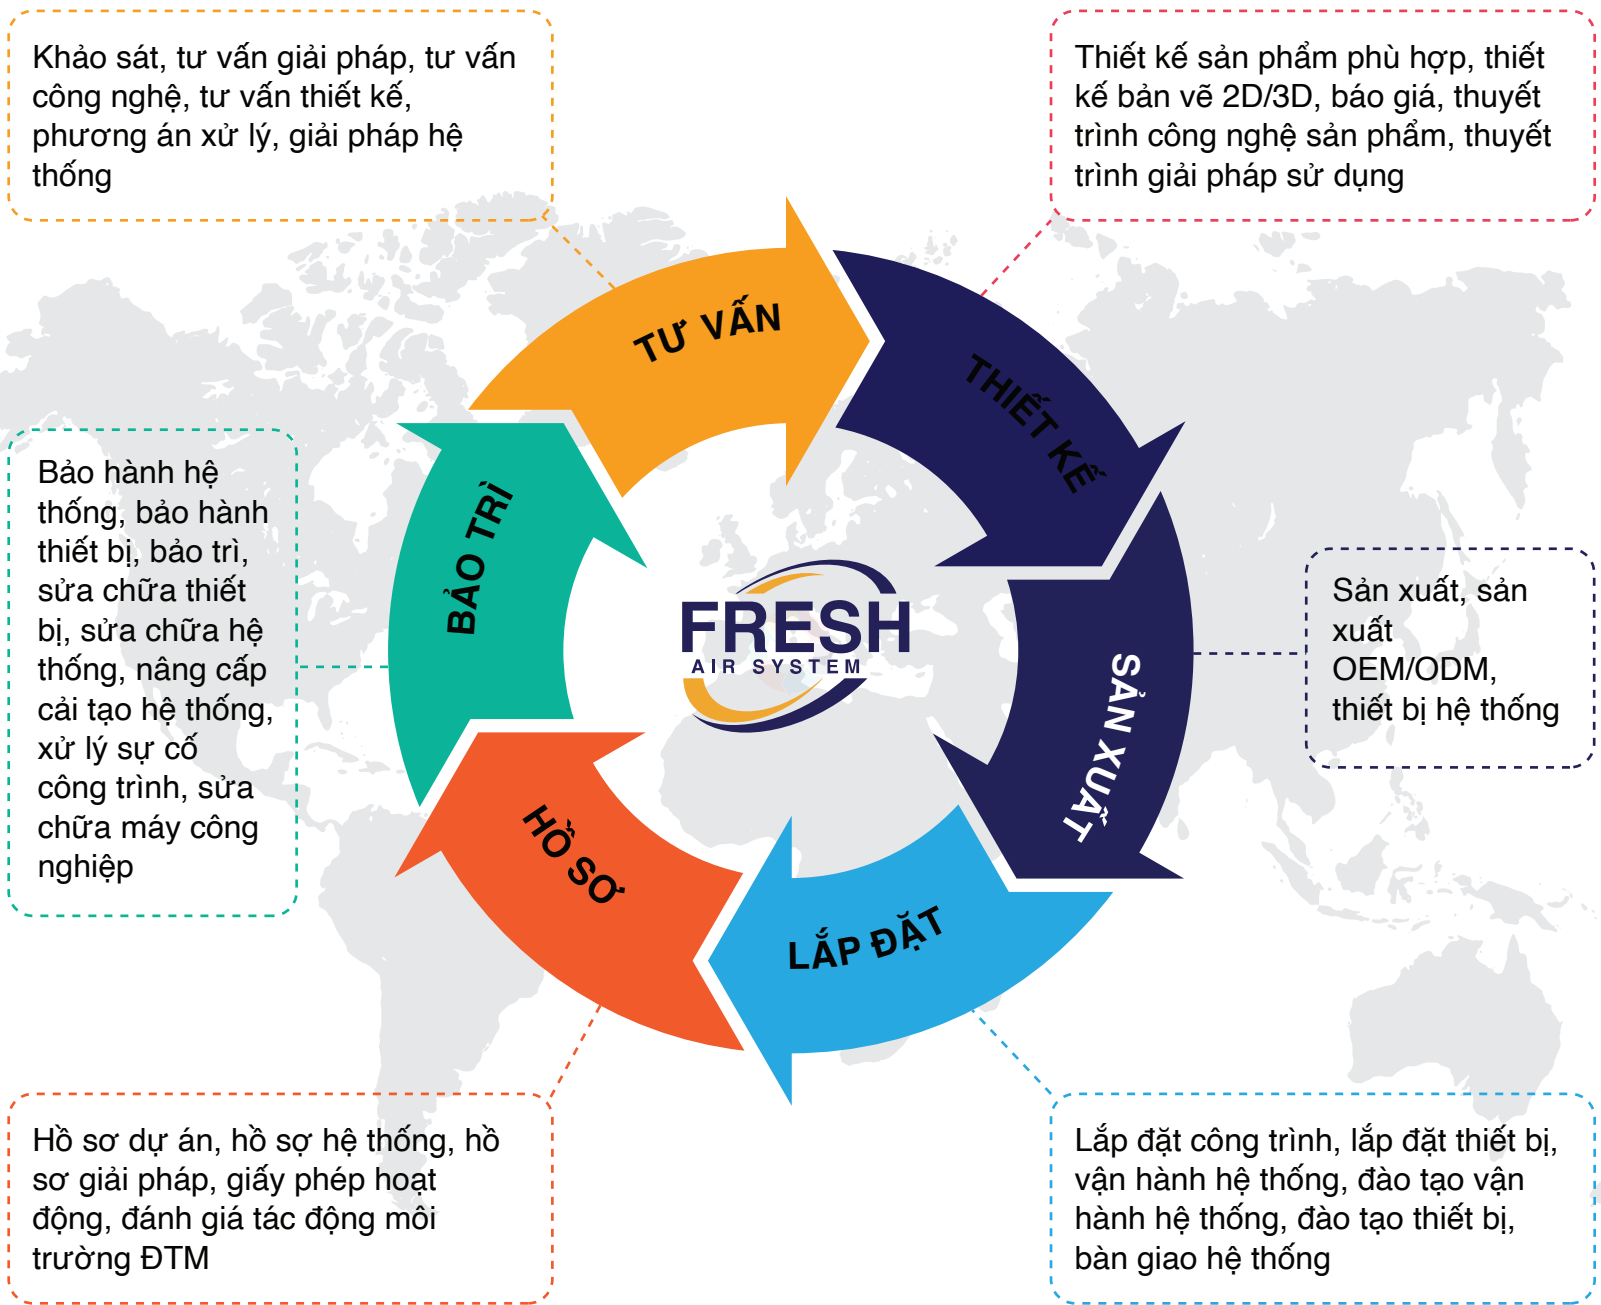 Khảo sát, tư vấn giải pháp, tư vấn
công nghệ, tư vấn thiết kế,
phương án xử lý, giải pháp hệ
thống
Thiết kế sản phẩm phù hợp, thiết
kế bản vẽ 2D/3D, báo giá, thuyết
trình công nghệ sản phẩm, thuyết
trình giải pháp sử dụng
TƯ VẤN
THIẾT KẾ
Bảo hành hệ
thống, bảo hành
thiết bị, bảo trì,
sửa chữa thiết
bị, sửa chữa hệ
thống, nâng cấp
cải tạo hệ thống,
xử lý sự cố
công trình, sửa
chữa máy công
nghiệp
BẢO TRÌ
FRESH
AIR SYSTEM
SẢN XUẤT
Sản xuất, sản
xuất
OEM/ODM,
thiết bị hệ thống
HỒ SƠ
LẮP ĐẶT
Hồ sơ dự án, hồ sợ hệ thống, hồ
sơ giải pháp, giấy phép hoạt
động, đánh giá tác động môi
trường ĐTM
Lắp đặt công trình, lắp đặt thiết bị,
vận hành hệ thống, đào tạo vận
hành hệ thống, đào tạo thiết bị,
bàn giao hệ thống